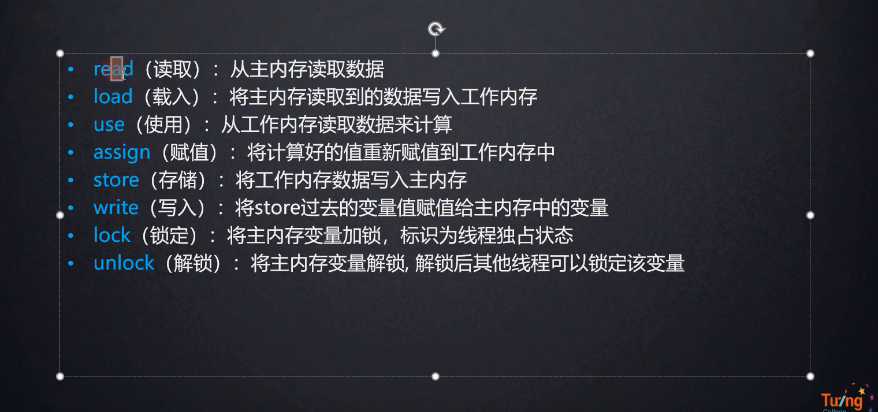 • read（读取）：从主内存读取数据
• load（载入）：将主内存读取到的数据写入工作内存
• use（使用）：从工作内存读取数据来计算
• assign（赋值）：将计算好的值重新赋值到工作内存中
• store（存储）：将工作内存数据写入主内存
• write（写入）：将store过去的变量值赋值给主内存中的变量
• lock（锁定）：将主内存变量加锁，标识为线程独占状态
• unlock（解锁）：将主内存变量解锁, 解锁后其他线程可以锁定该变量
Tuling